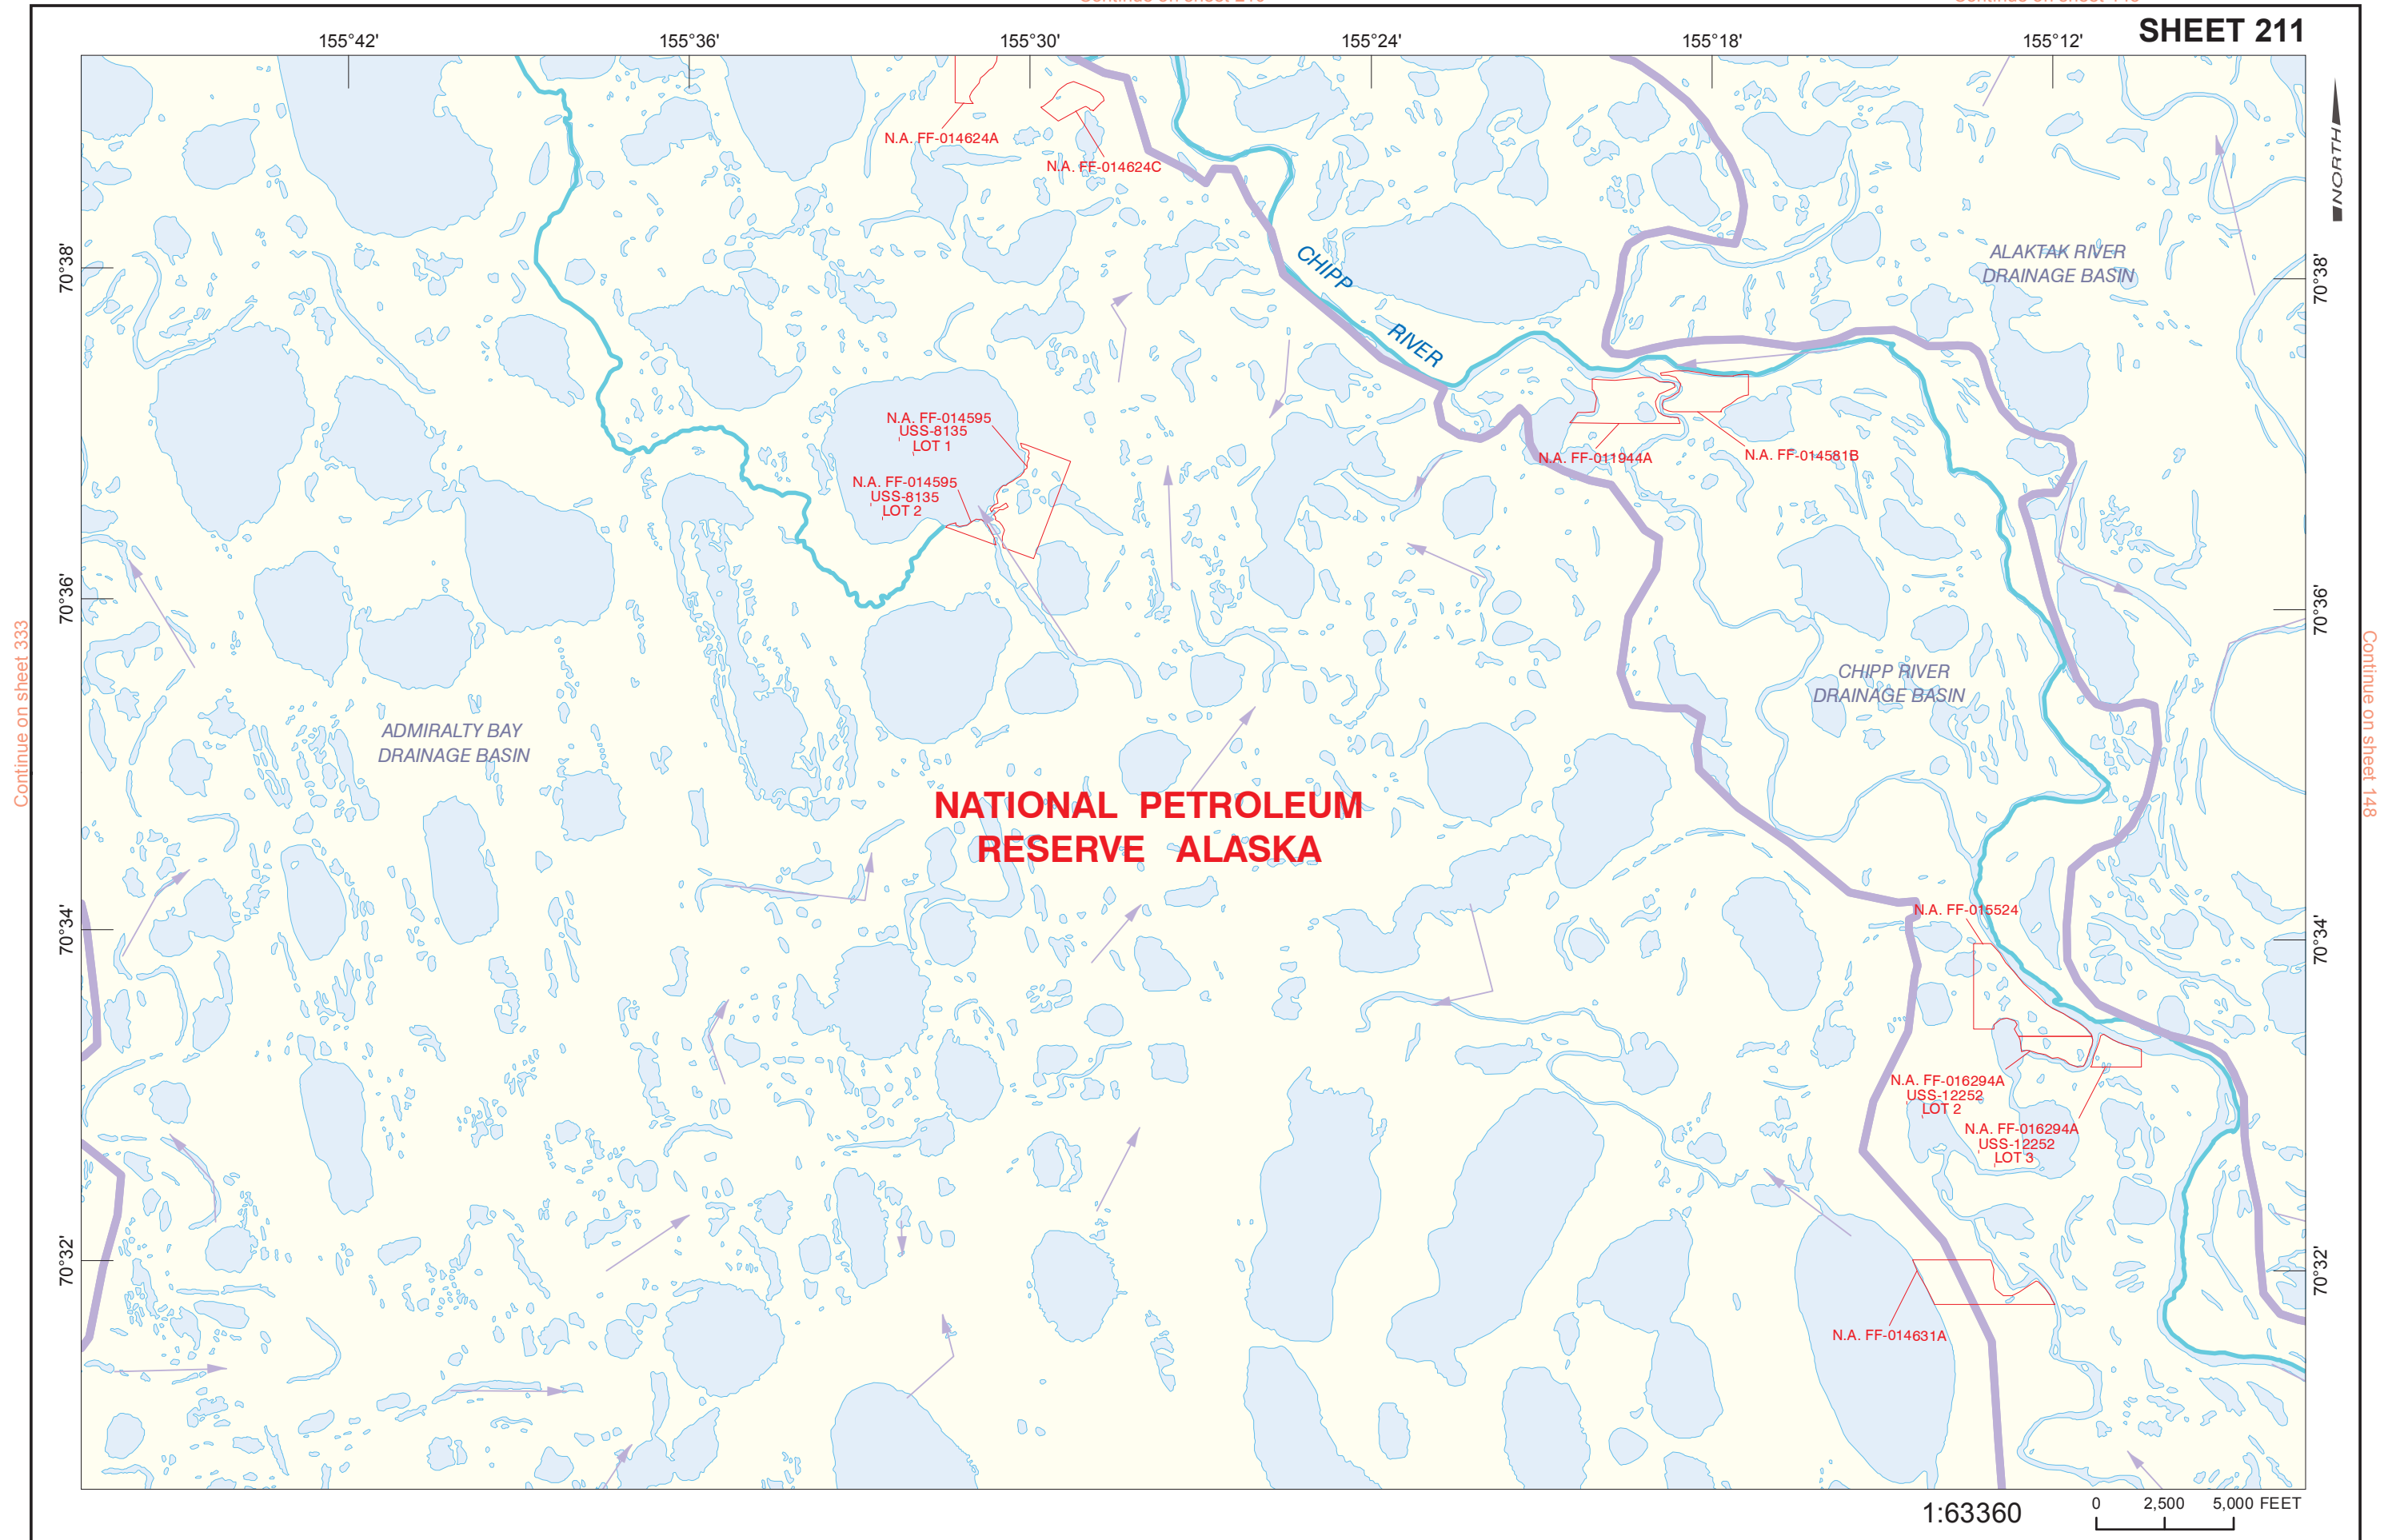 SHEET 211
155°42'
155°36'
155°30'
155°24'
155°18'
155°12'
NORTH
N.A. FF-014624A
N.A. FF-014624C
70°38'
70°38'
CHIPP
RIVER
ALAKTAK RIVER
DRAINAGE BASIN
N.A. FF-014595
USS-8135
LOT 1
N.A. FF-014595
USS-8135
LOT 2
N.A. FF-011944A
N.A. FF-014581B
70°36'
70°36'
Continue on sheet 333
Continue on sheet 148
CHIPP RIVER
DRAINAGE BASIN
ADMIRALTY BAY
DRAINAGE BASIN
NATIONAL PETROLEUM
RESERVE ALASKA
70°34'
70°34'
N.A. FF-015524
N.A. FF-016294A
USS-12252
LOT 2
N.A. FF-016294A
USS-12252
LOT 3
70°32'
70°32'
N.A. FF-014631A
1:63360
0 2,500 5,000 FEET